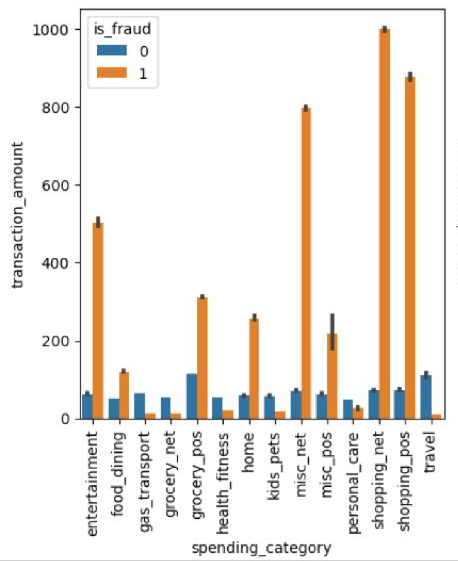 is_fraud
0
1
1000
800
600
400
200
0
transaction_amount
entertainment
food_dining
gas_transport
grocery_net
grocery_pos
health_fitness
home
kids_pets
misc_net
misc_pos
personal_care
shopping_net
shopping_pos
travel
spending_category